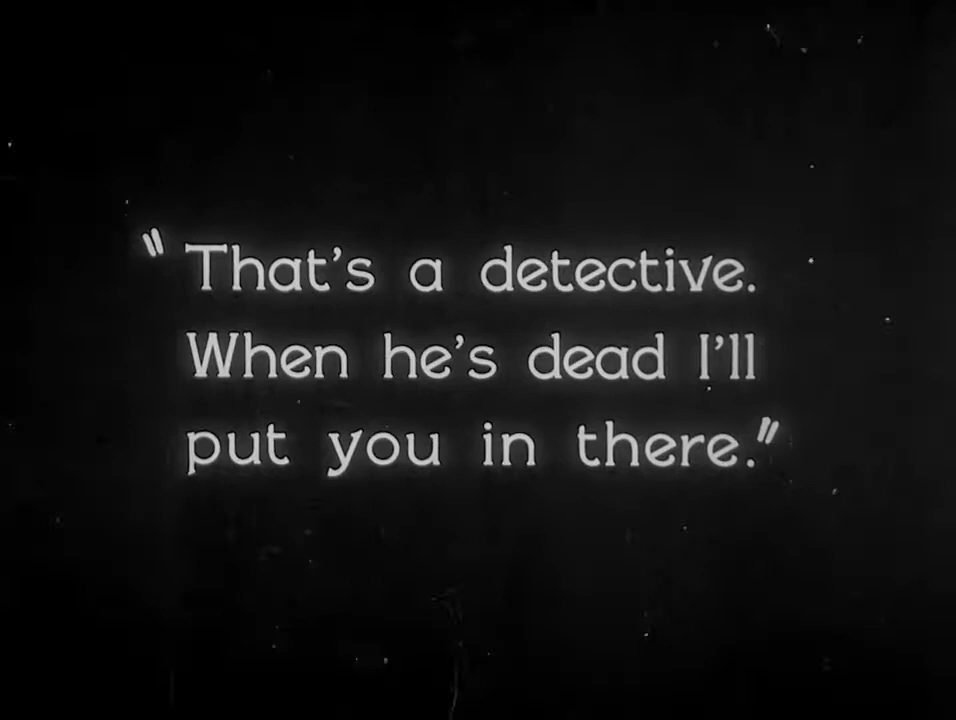 "That's a detective.
When he's dead I'll
put you in there."